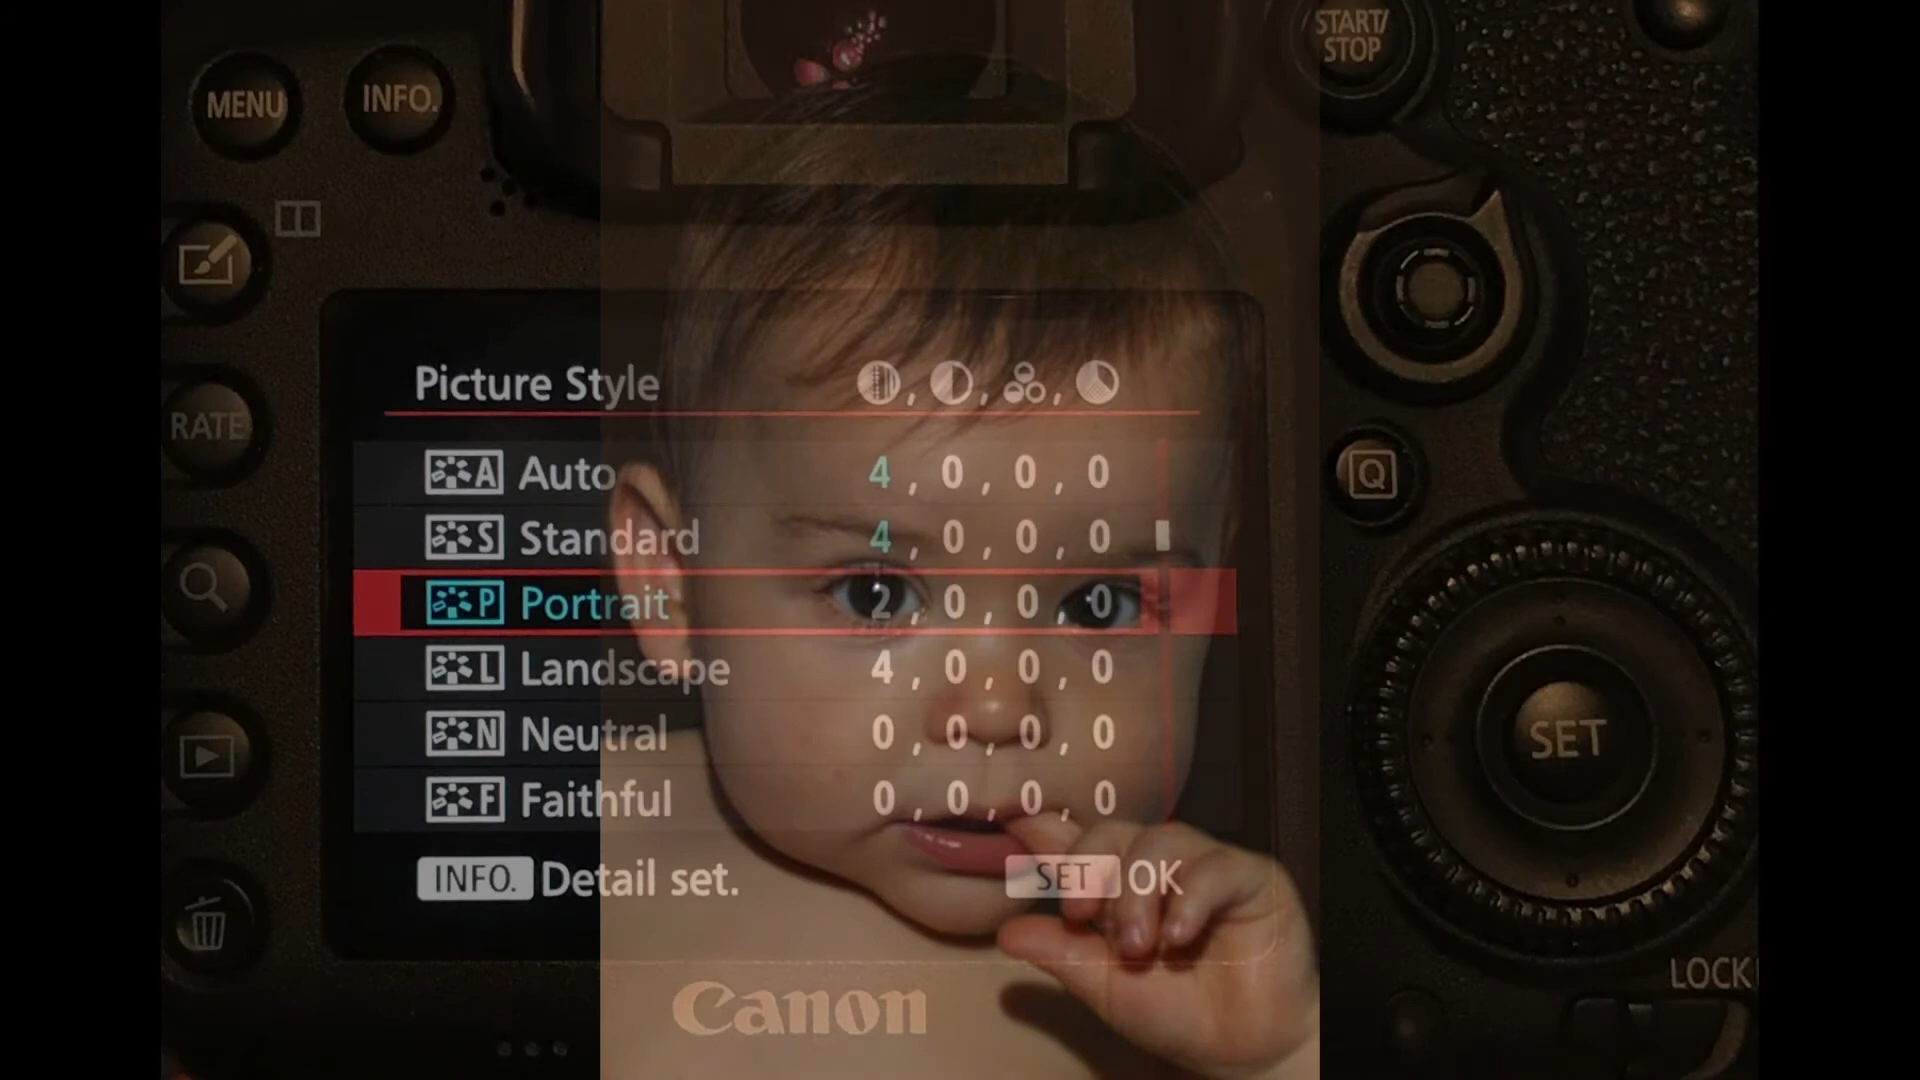 START/
STOP
MENU
INFO.
Picture Style
A Auto 4, 0, 0, 0
RATE
S Standard 4, 0, 0, 0
Q
P Portrait 2, 0, 0, 0
L Landscape 4, 0, 0, 0
N Neutral 0, 0, 0, 0
SET
F Faithful 0, 0, 0, 0
INFO. Detail set. SET OK
LOCK
Canon